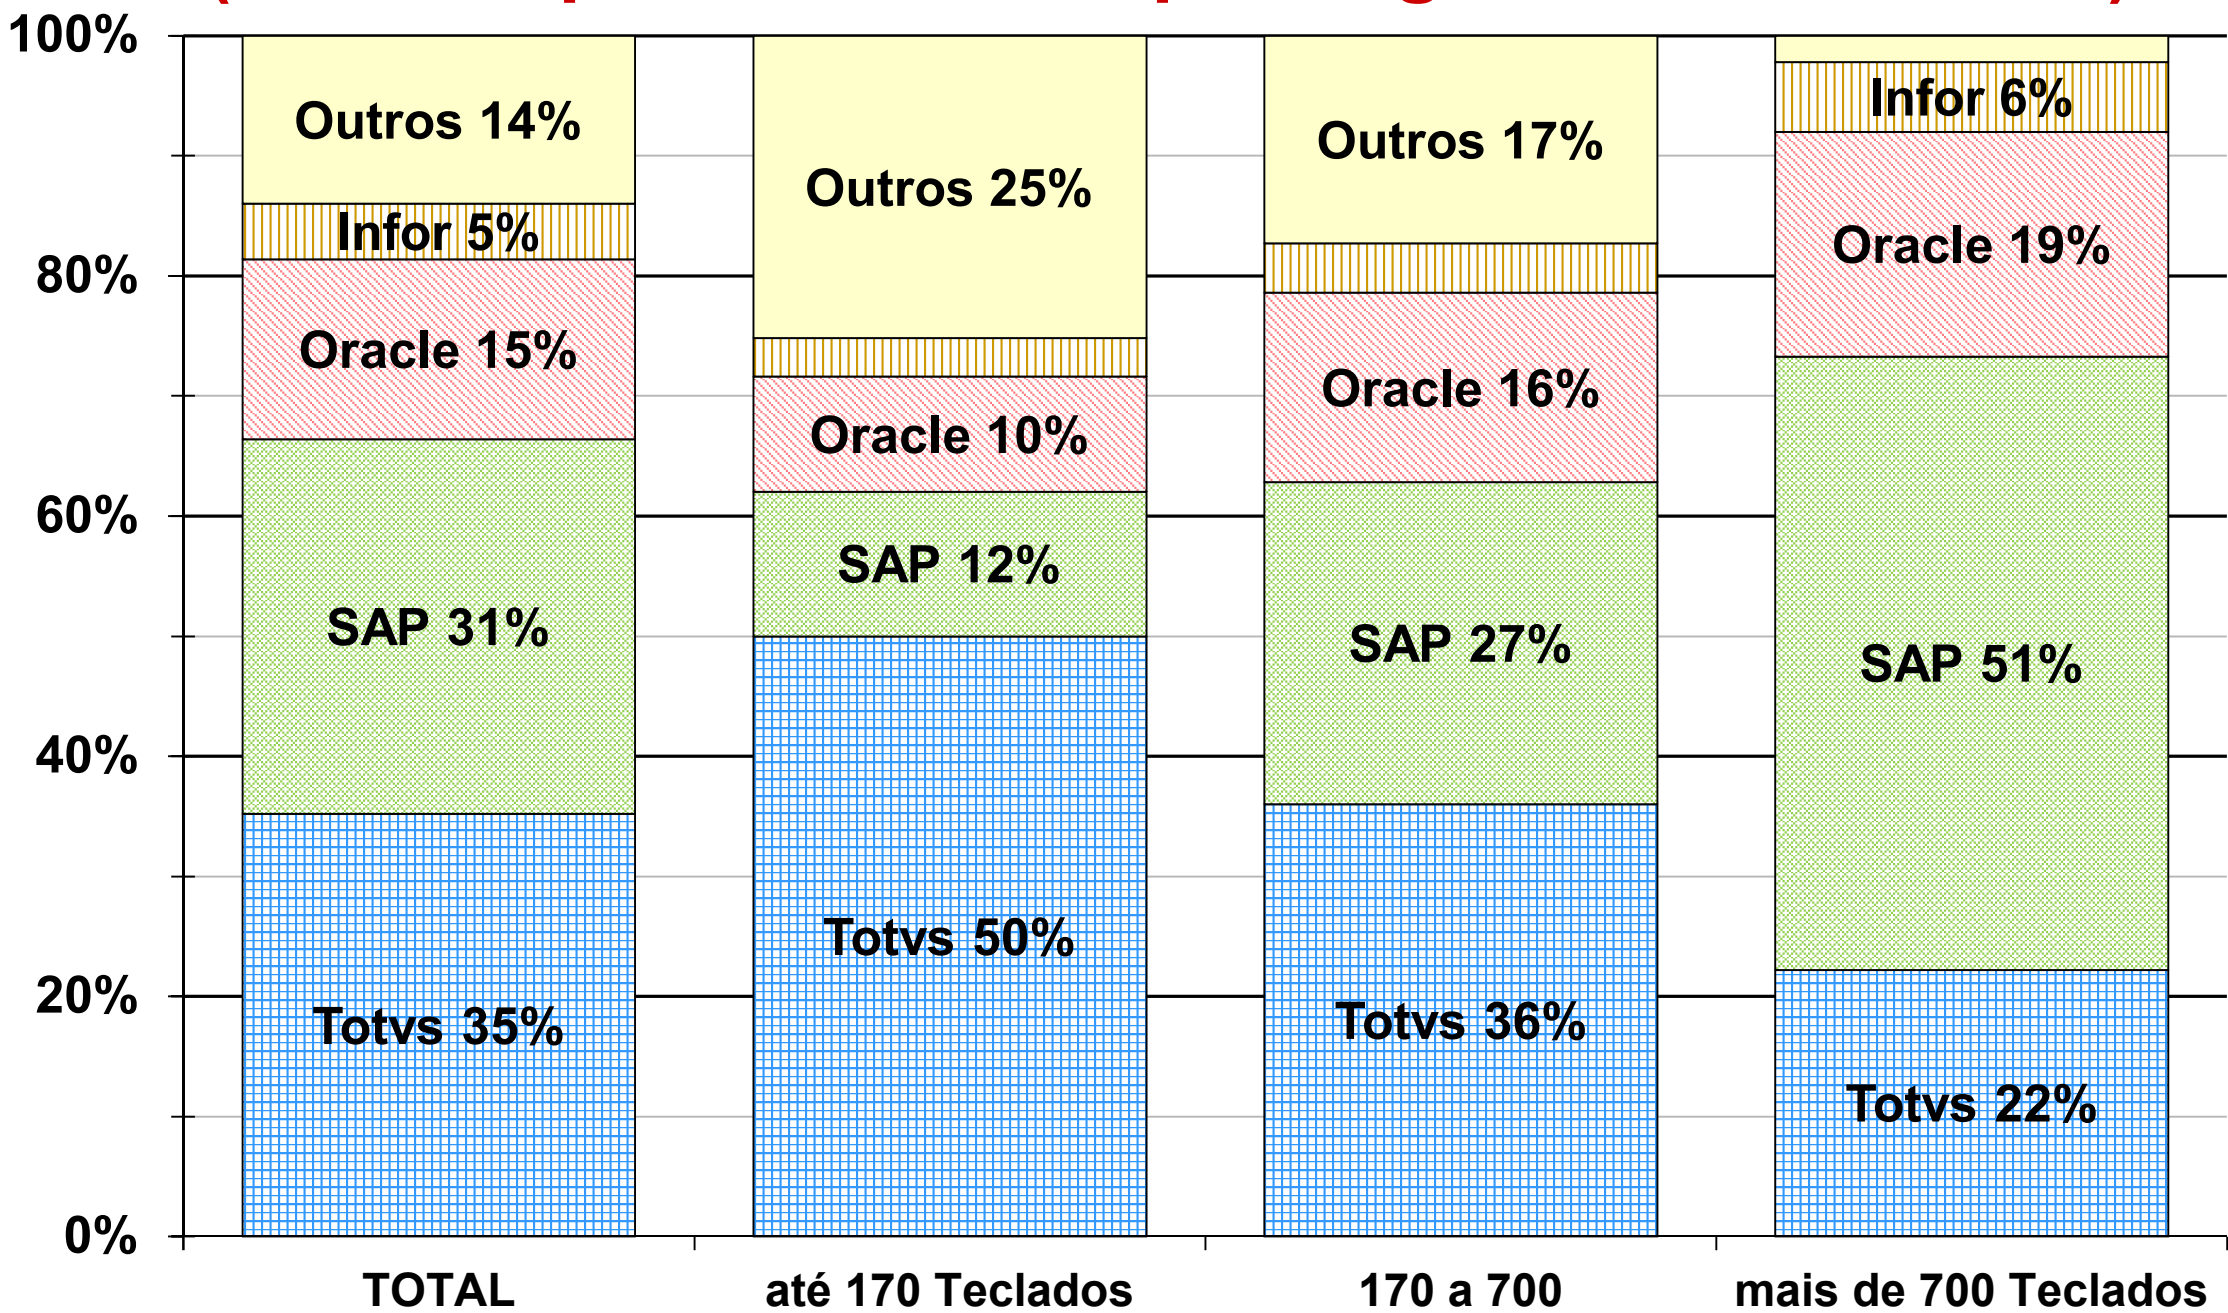 100%
80%
60%
40%
20%
0%
Outros 14%
Infor 5%
Oracle 15%
SAP 31%
Totvs 35%
Outros 25%
Oracle 10%
SAP 12%
Totvs 50%
Outros 17%
Oracle 16%
SAP 27%
Totvs 36%
Infor 6%
Oracle 19%
SAP 51%
Totvs 22%
TOTAL
até 170 Teclados
170 a 700
mais de 700 Teclados